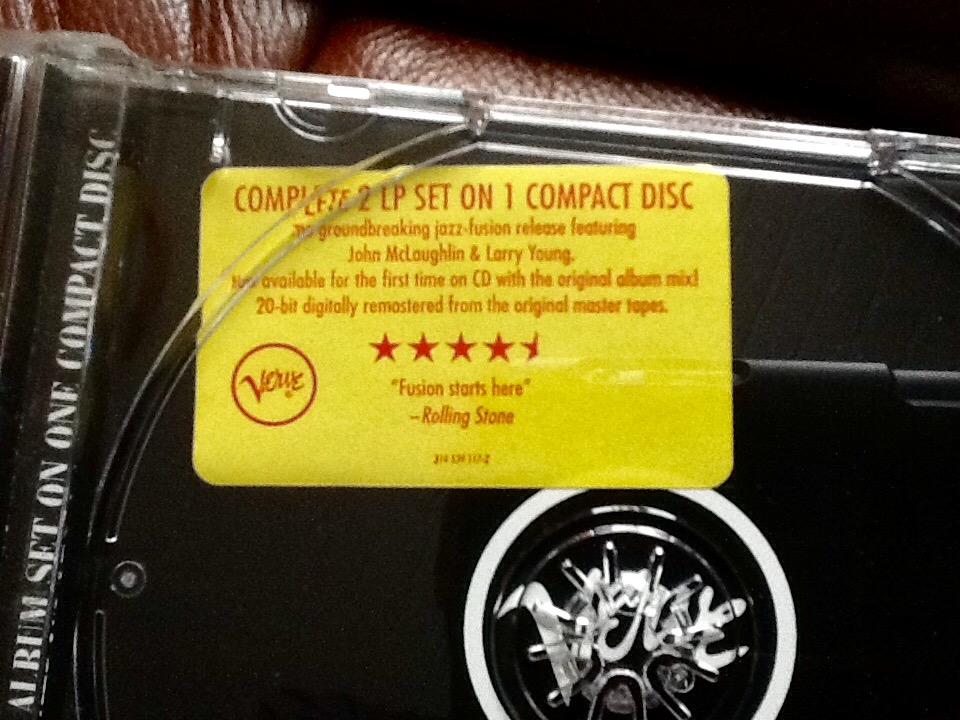 COMPLETE 2 LP SET ON 1 COMPACT DISC
groundbreaking jazz-fusion release featuring
John McLaughlin & Larry Young.
available for the first time on CD with the original album mix!
20-bit digitally remastered from the original master tapes.
Verve
"Fusion starts here"
–Rolling Stone
ALBUM SET ON ONE COMPACT DISC